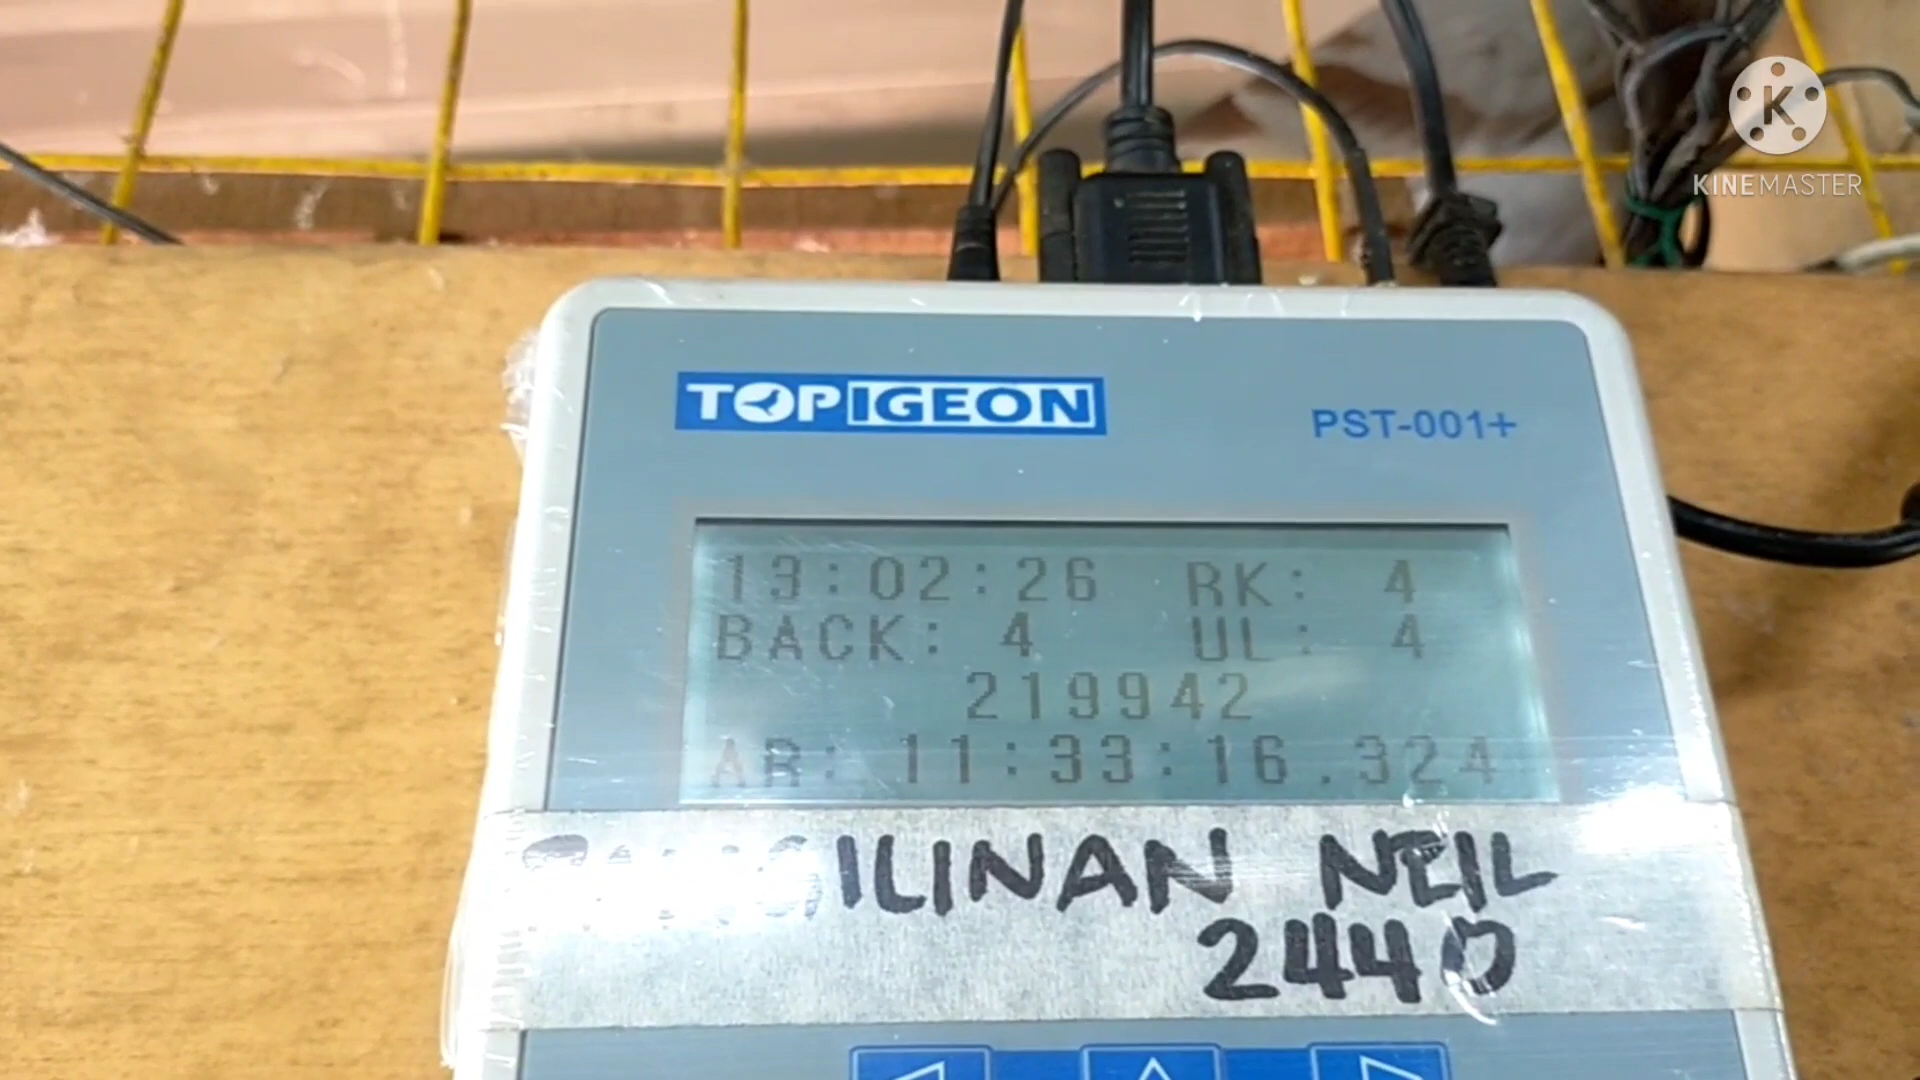 KINEMASTER
TOPIGEON
PST-001+
13:02:26 RK: 4
BACK: 4 UL: 4
219942
AR: 11:33:16.324
NEIL
2440